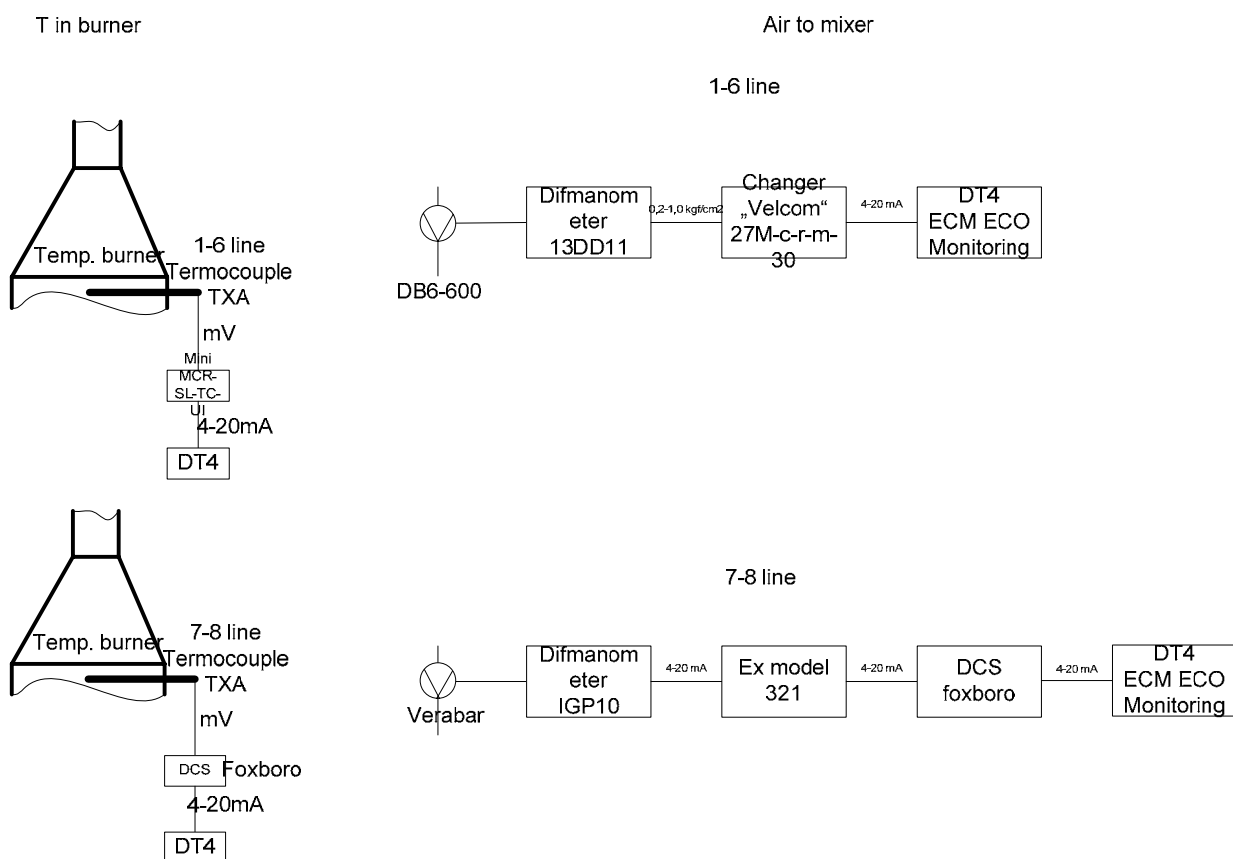 T in burner
Air to mixer
1-6 line
Temp. burner
1-6 line
Termocouple
TXA
mV
Mini
MCR-
SL-TC-
UI
4-20mA
DT4
DB6-600
Difmanom
eter
13DD11
0,2-1,0 kgf/cm2
Changer
„Velcom“
27M-c-r-m-
30
4-20 mA
DT4
ECM ECO
Monitoring
7-8 line
Temp. burner
7-8 line
Termocouple
TXA
mV
DCS Foxboro
4-20mA
DT4
Verabar
Difmanom
eter
IGP10
4-20 mA
Ex model
321
4-20 mA
DCS
foxboro
4-20 mA
DT4
ECM ECO
Monitoring